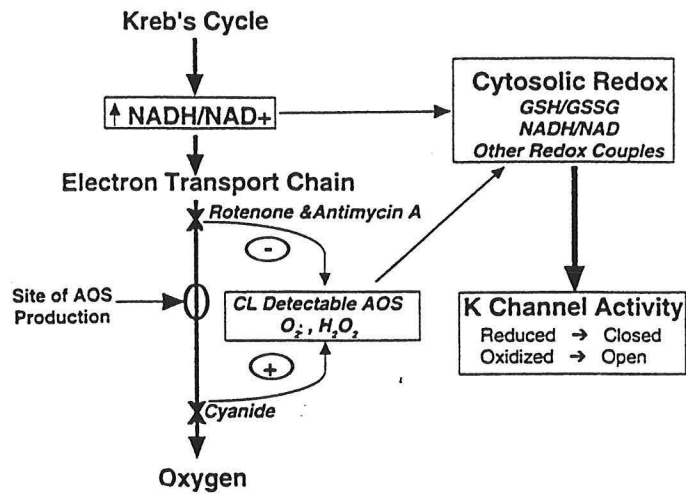 Kreb's Cycle
↑ NADH/NAD+
Electron Transport Chain
Rotenone &Antimycin A
-
Site of AOS
Production
CL Detectable AOS
O₂⁻, H₂O₂
+
Cyanide
Oxygen
Cytosolic Redox
GSH/GSSG
NADH/NAD
Other Redox Couples
K Channel Activity
Reduced → Closed
Oxidized → Open